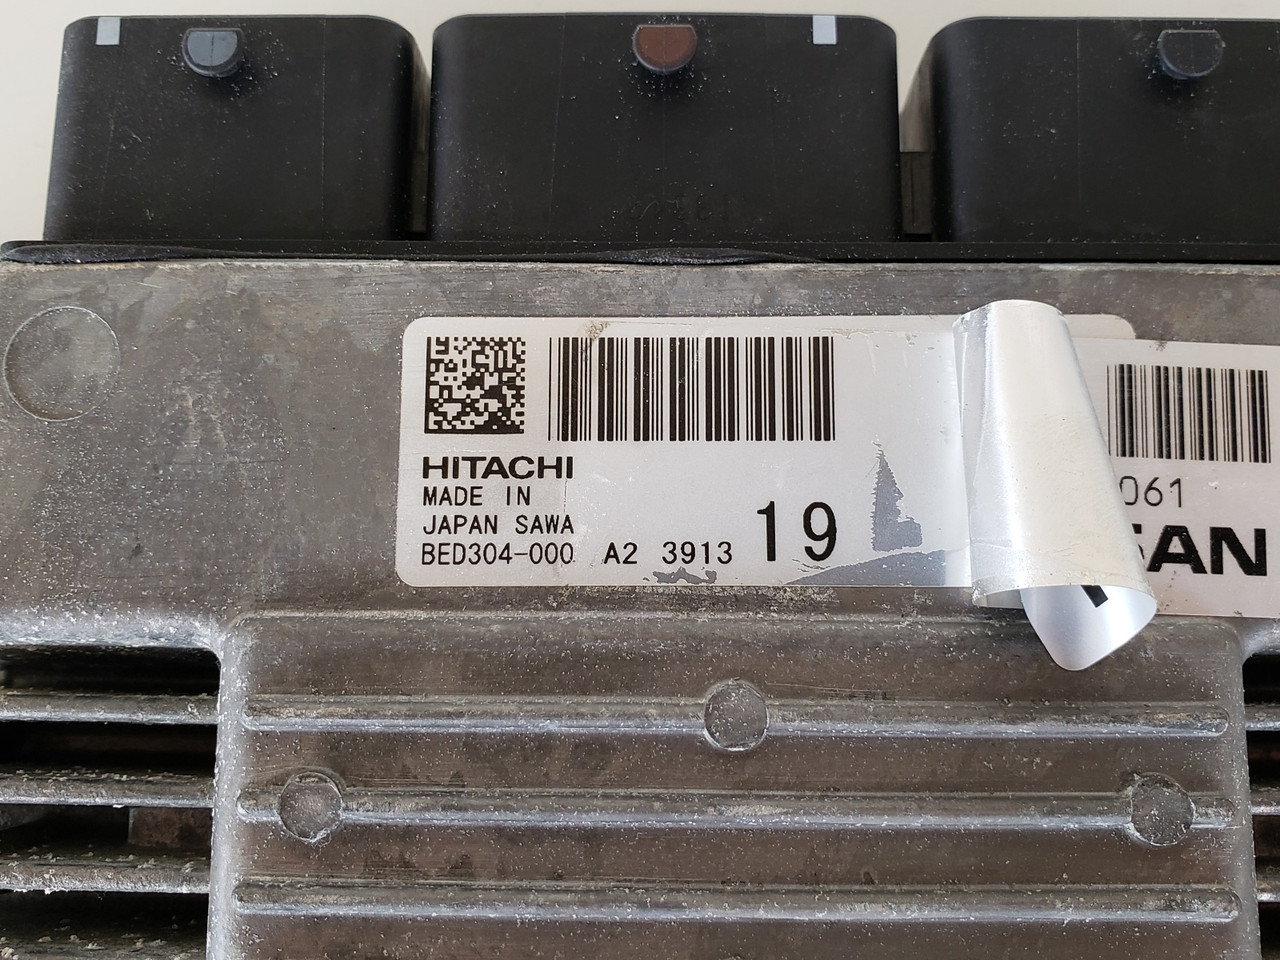 HITACHI
MADE IN
JAPAN SAWA
BED304-000 A2 3913 19
061
SAN